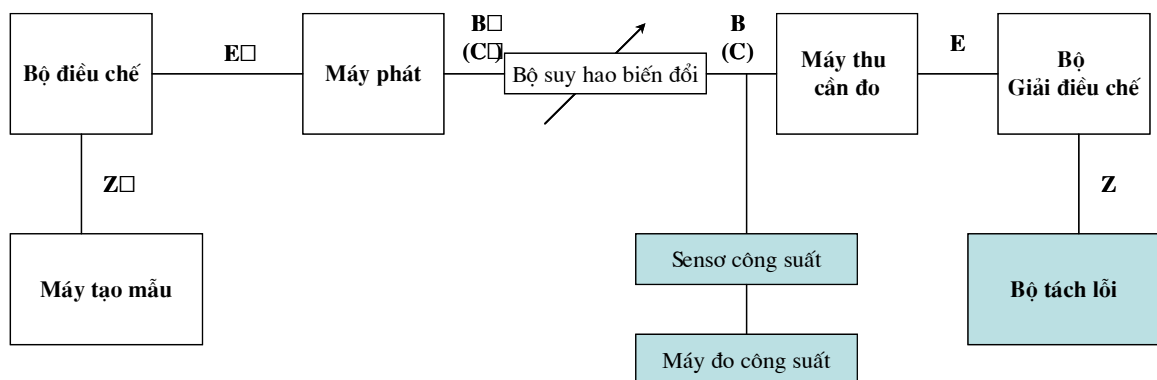 B□
(C□)
B
(C)
E□
E
Bộ điều chế
Máy phát
Bộ suy hao biến đổi
Máy thu
cần đo
Bộ
Giải điều chế
Z□
Z
Máy tạo mẫu
Sensơ công suất
Bộ tách lỗi
Máy đo công suất